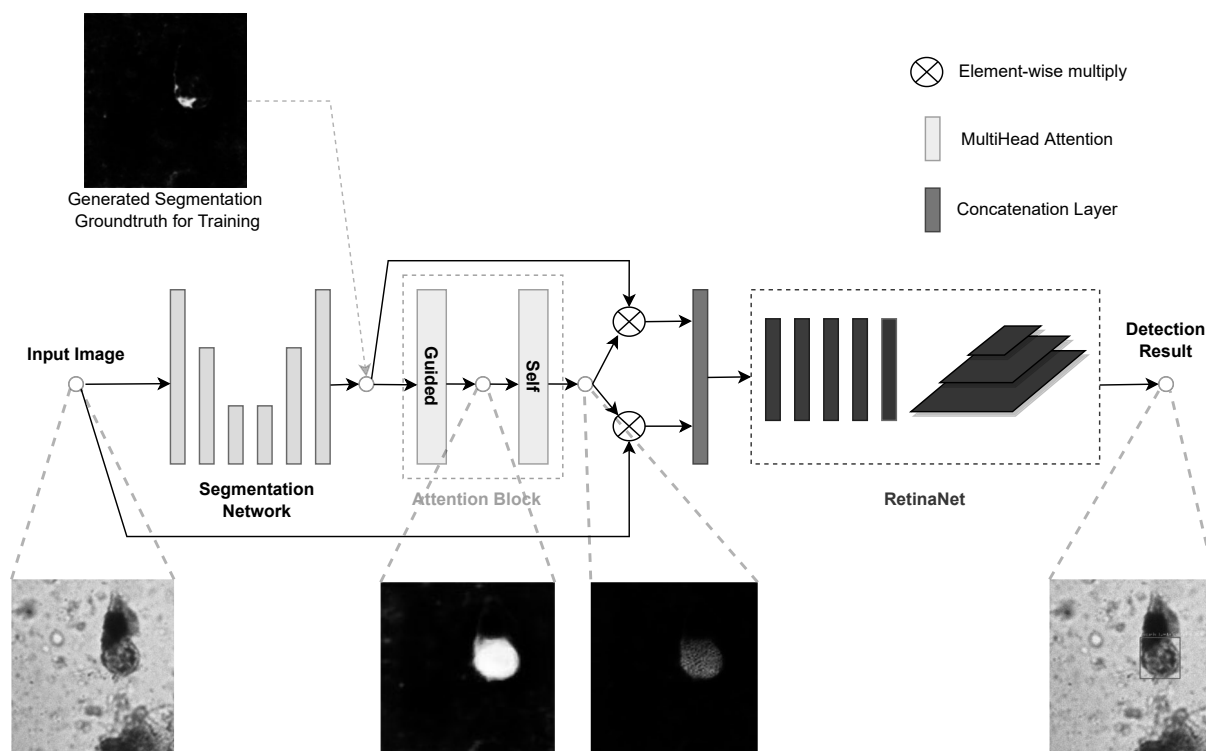 Element-wise multiply
MultiHead Attention
Concatenation Layer
Generated Segmentation
Groundtruth for Training
Input Image
Segmentation
Network
Guided
Self
Attention Block
RetinaNet
Detection
Result